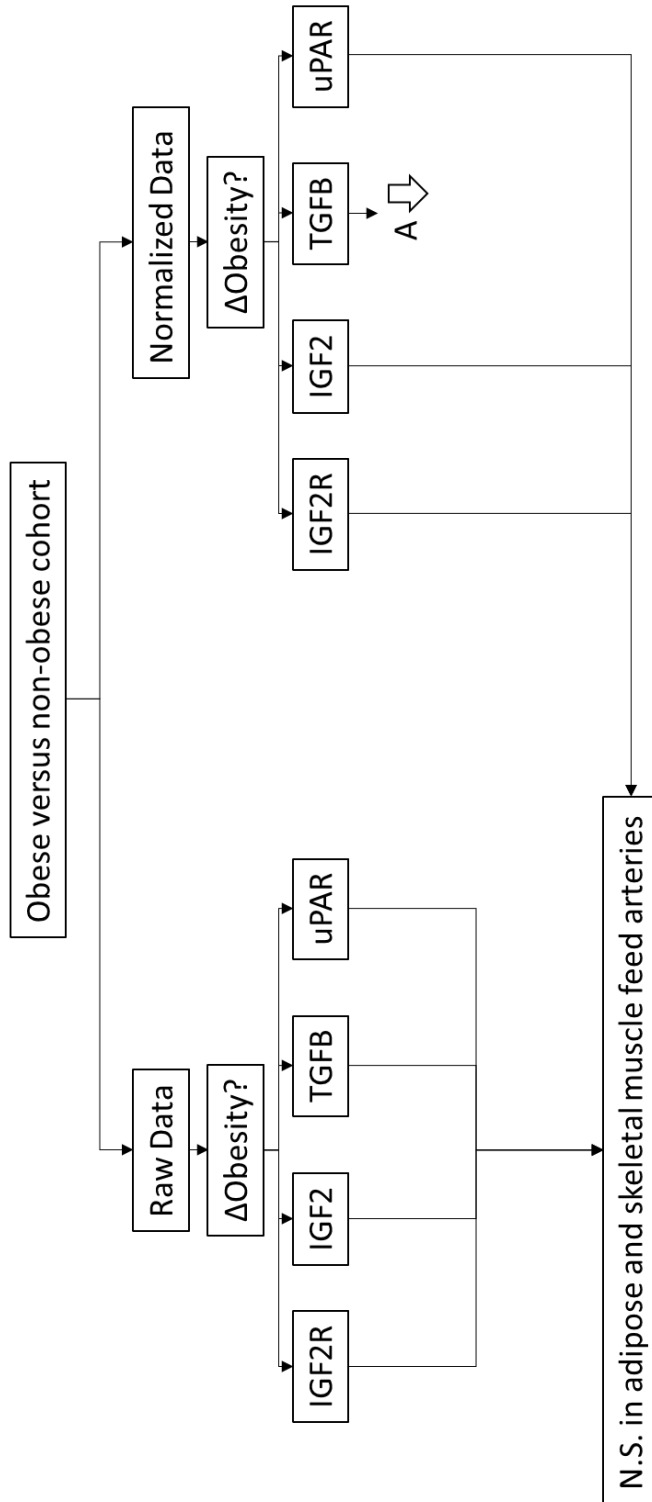 Obese versus non-obese cohort
Raw Data
Normalized Data
ΔObesity?
ΔObesity?
IGF2R
IGF2
TGFB
uPAR
IGF2R
IGF2
TGFB
uPAR
A
N.S. in adipose and skeletal muscle feed arteries